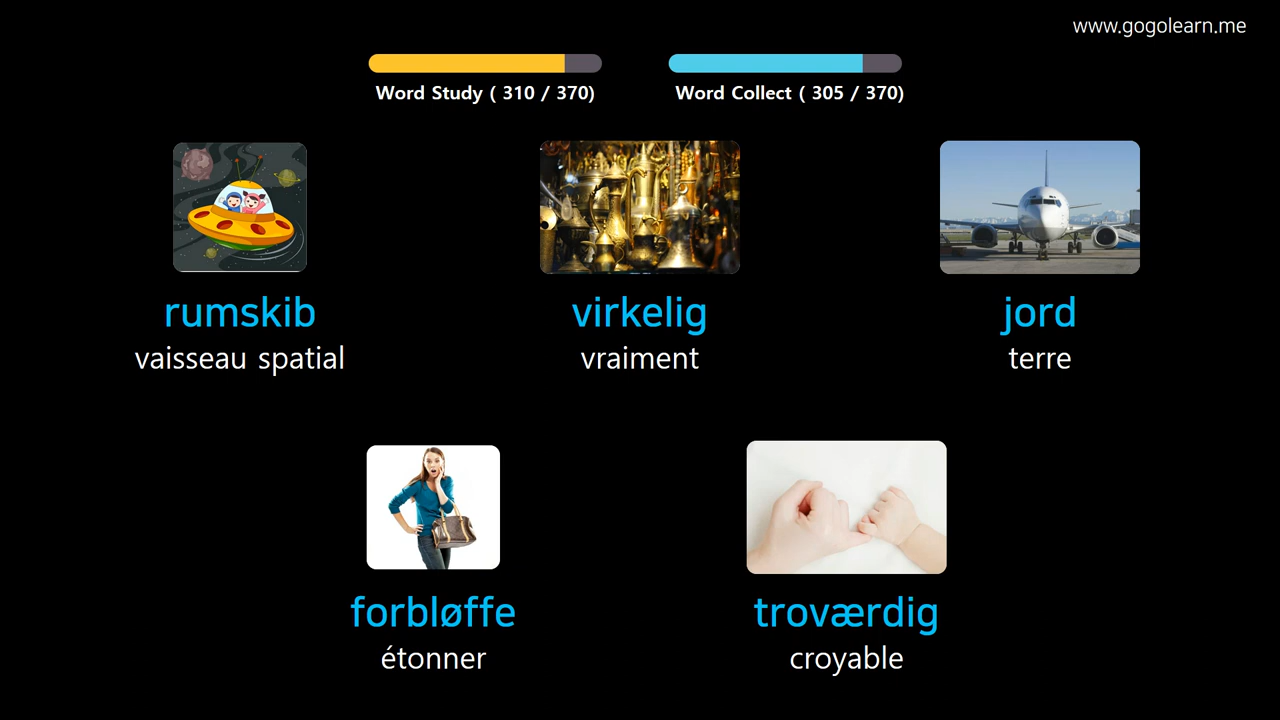 www.gogolearn.me
Word Study ( 310 / 370)
Word Collect ( 305 / 370)
rumskib
vaisseau spatial
virkelig
vraiment
jord
terre
forbløffe
étonner
troværdig
croyable